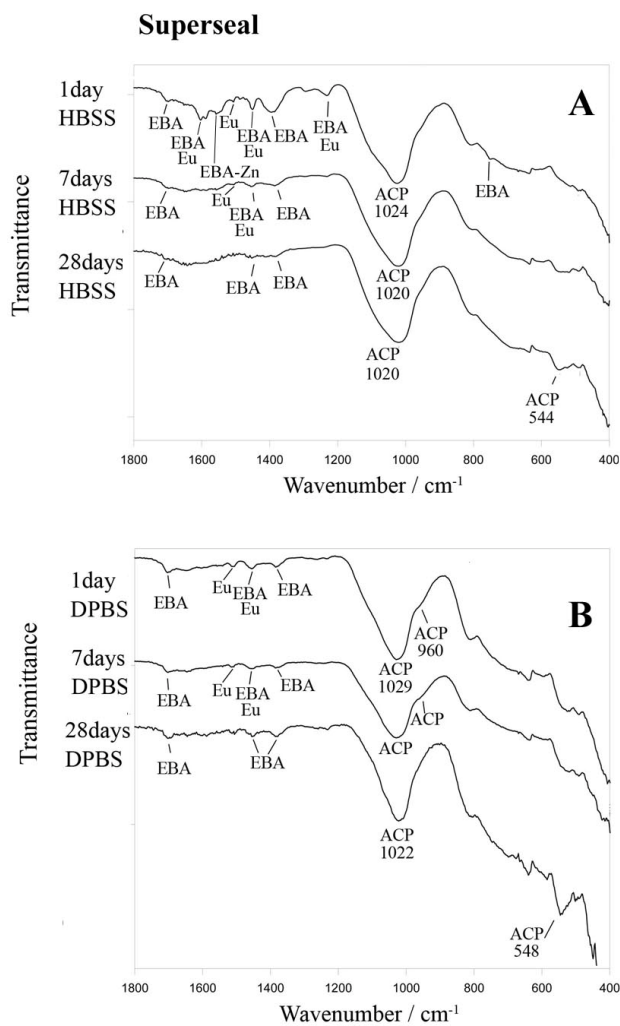 Superseal
A
1day
HBSS
EBA
EBA
Eu
EBA-Zn
Eu
EBA
Eu
EBA
EBA
Eu
ACP
1024
EBA
7days
HBSS
EBA
Eu
EBA
Eu
EBA
ACP
1020
28days
HBSS
EBA
EBA
EBA
ACP
1020
ACP
544
Transmittance
1800 1600 1400 1200 1000 800 600 400
Wavenumber / cm-1
B
1day
DPBS
EBA
Eu
EBA
Eu
EBA
ACP
1029
ACP
960
7days
DPBS
EBA
Eu
EBA
Eu
EBA
ACP
ACP
28days
DPBS
EBA
EBA
ACP
1022
ACP
548
Transmittance
1800 1600 1400 1200 1000 800 600 400
Wavenumber / cm-1